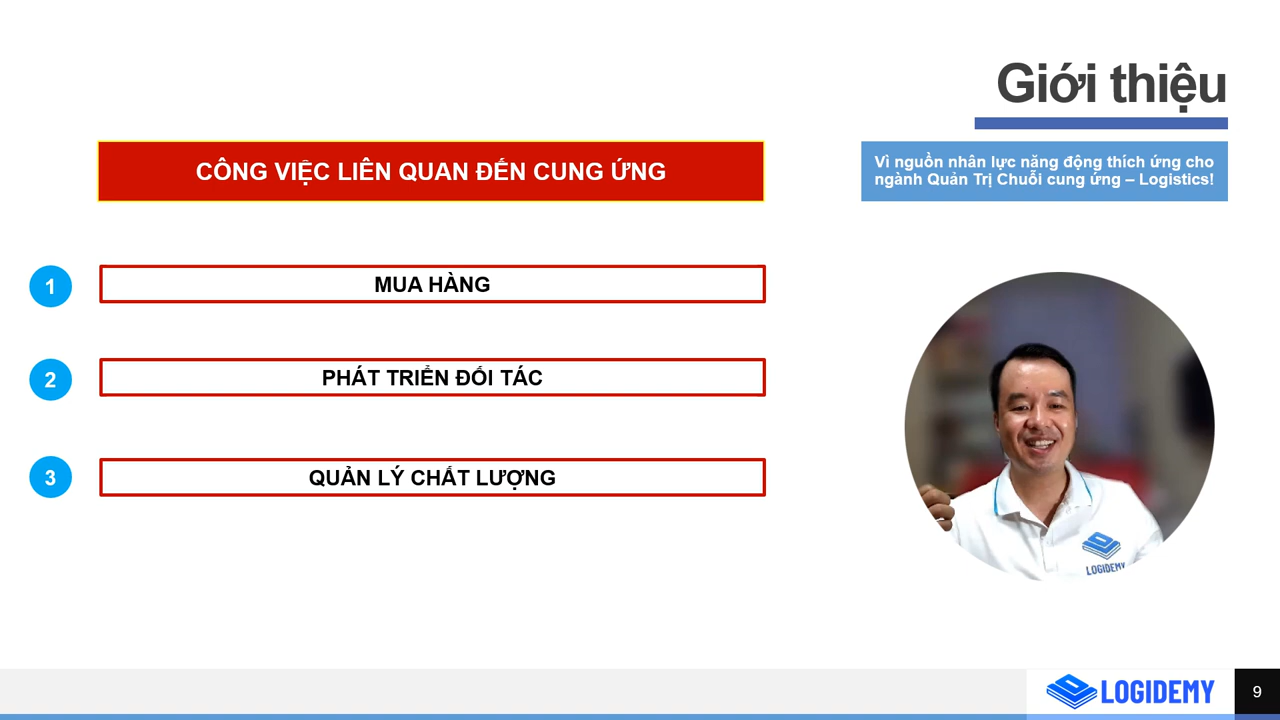 Giới thiệu
CÔNG VIỆC LIÊN QUAN ĐẾN CUNG ỨNG
Vì nguồn nhân lực năng động thích ứng cho
ngành Quản Trị Chuỗi cung ứng – Logistics!
1
MUA HÀNG
2
PHÁT TRIỂN ĐỐI TÁC
3
QUẢN LÝ CHẤT LƯỢNG
LOGIDEMY
LOGIDEMY
9